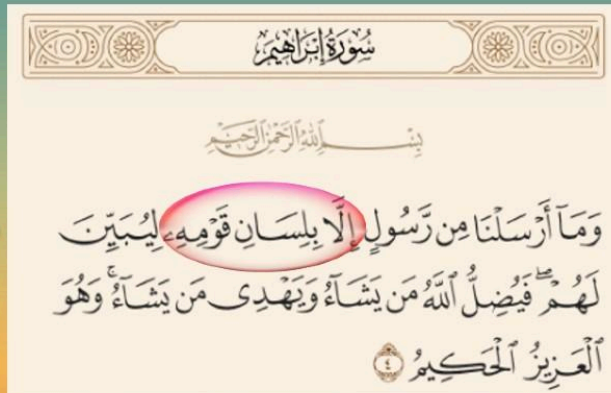 سُورَةُ إِبْرَاهِيمَ
بِسْمِ ٱللَّهِ ٱلرَّحْمَٰنِ ٱلرَّحِيمِ
وَمَآ أَرْسَلْنَا مِن رَّسُولٍ إِلَّا بِلِسَانِ قَوْمِهِۦ لِيُبَيِّنَ
لَهُمْ ۖ فَيُضِلُّ ٱللَّهُ مَن يَشَآءُ وَيَهْدِى مَن يَشَآءُ ۚ وَهُوَ
ٱلْعَزِيزُ ٱلْحَكِيمُ ٤